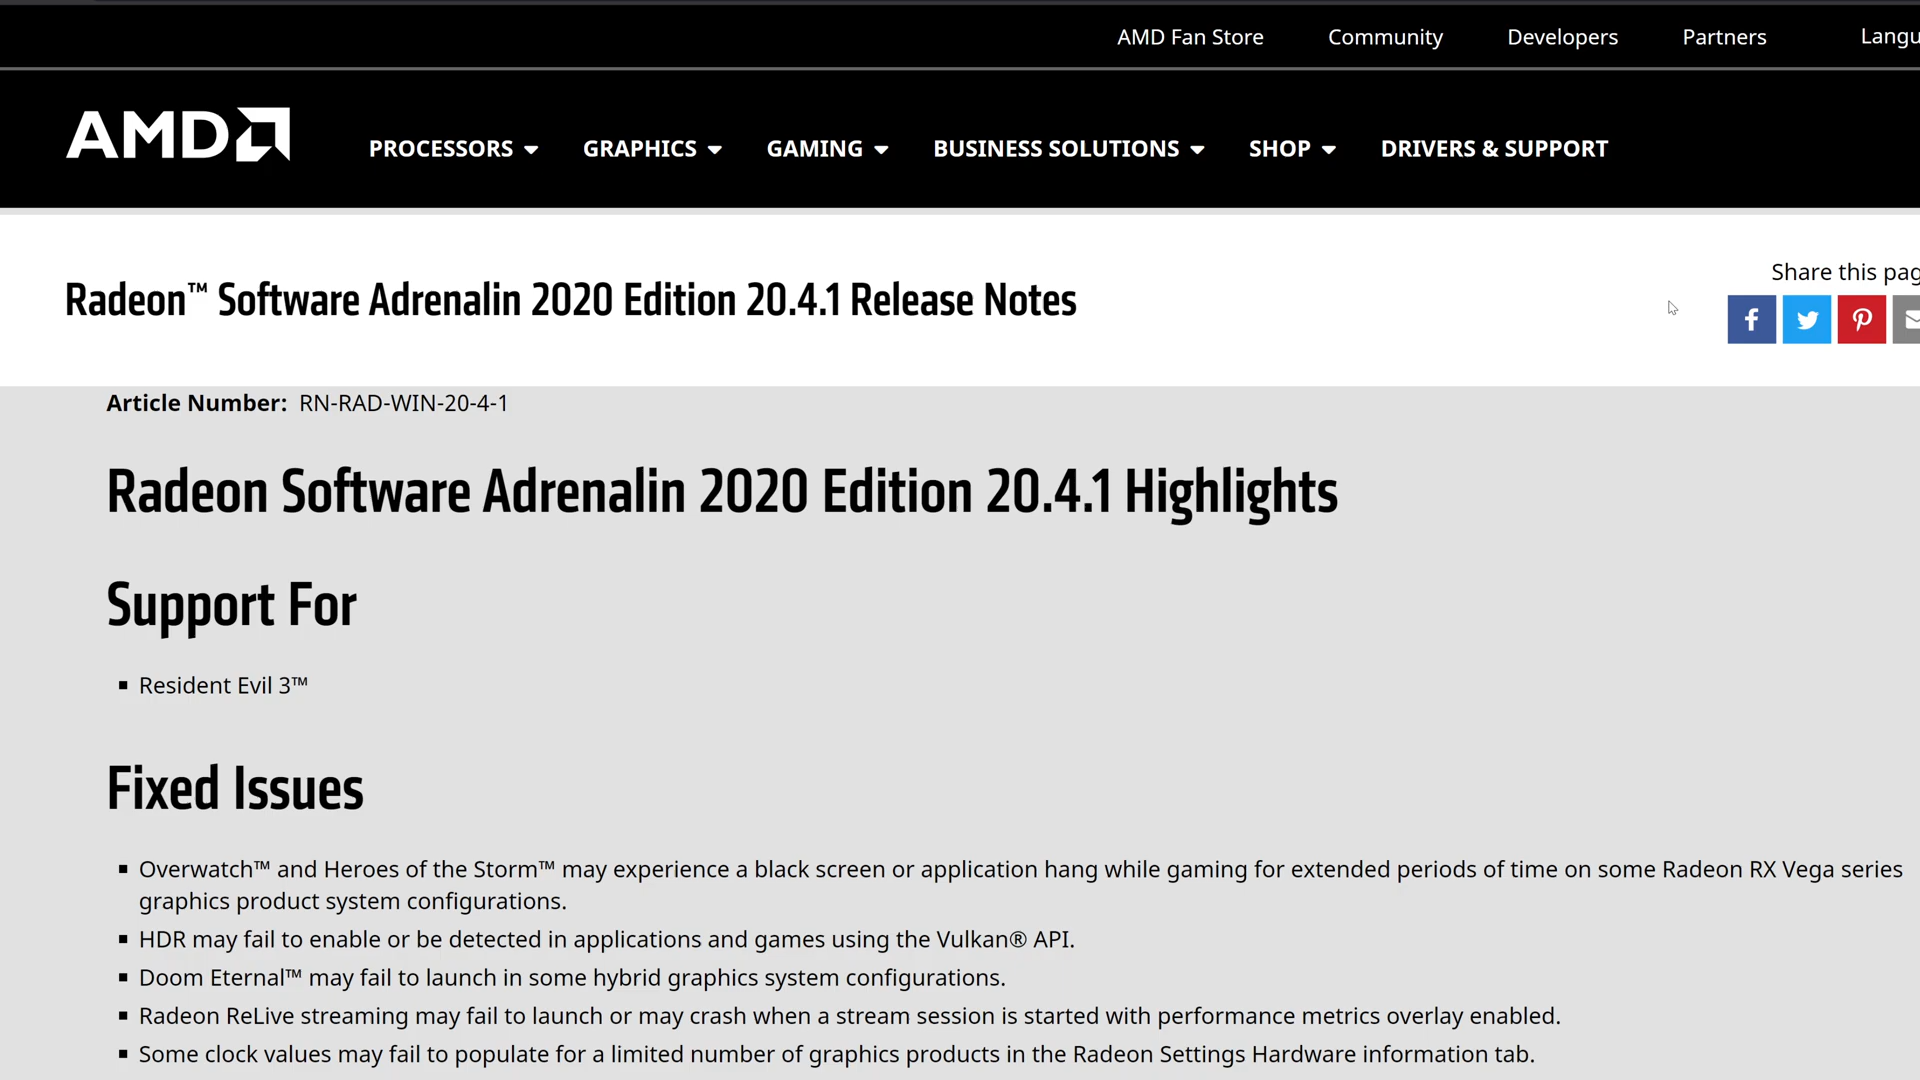 AMD Fan Store Community Developers Partners Langu
AMD PROCESSORS GRAPHICS GAMING BUSINESS SOLUTIONS SHOP DRIVERS & SUPPORT
Radeon™ Software Adrenalin 2020 Edition 20.4.1 Release Notes
Share this pag
Article Number: RN-RAD-WIN-20-4-1
Radeon Software Adrenalin 2020 Edition 20.4.1 Highlights
Support For
Resident Evil 3™
Fixed Issues
Overwatch™ and Heroes of the Storm™ may experience a black screen or application hang while gaming for extended periods of time on some Radeon RX Vega series
graphics product system configurations.
HDR may fail to enable or be detected in applications and games using the Vulkan® API.
Doom Eternal™ may fail to launch in some hybrid graphics system configurations.
Radeon ReLive streaming may fail to launch or may crash when a stream session is started with performance metrics overlay enabled.
Some clock values may fail to populate for a limited number of graphics products in the Radeon Settings Hardware information tab.